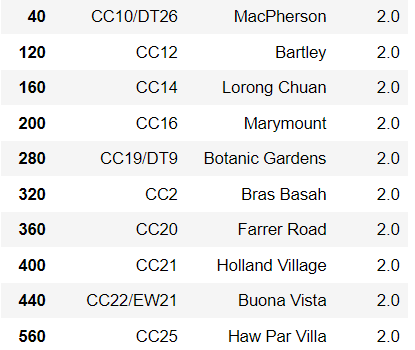 40 CC10/DT26 MacPherson 2.0
120 CC12 Bartley 2.0
160 CC14 Lorong Chuan 2.0
200 CC16 Marymount 2.0
280 CC19/DT9 Botanic Gardens 2.0
320 CC2 Bras Basah 2.0
360 CC20 Farrer Road 2.0
400 CC21 Holland Village 2.0
440 CC22/EW21 Buona Vista 2.0
560 CC25 Haw Par Villa 2.0